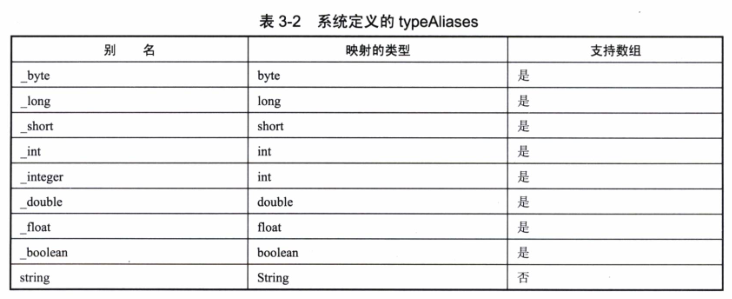 表 3-2 系统定义的 typeAliases
别 名 映射的类型 支持数组
_byte byte 是
_long long 是
_short short 是
_int int 是
_integer int 是
_double double 是
_float float 是
_boolean boolean 是
string String 否